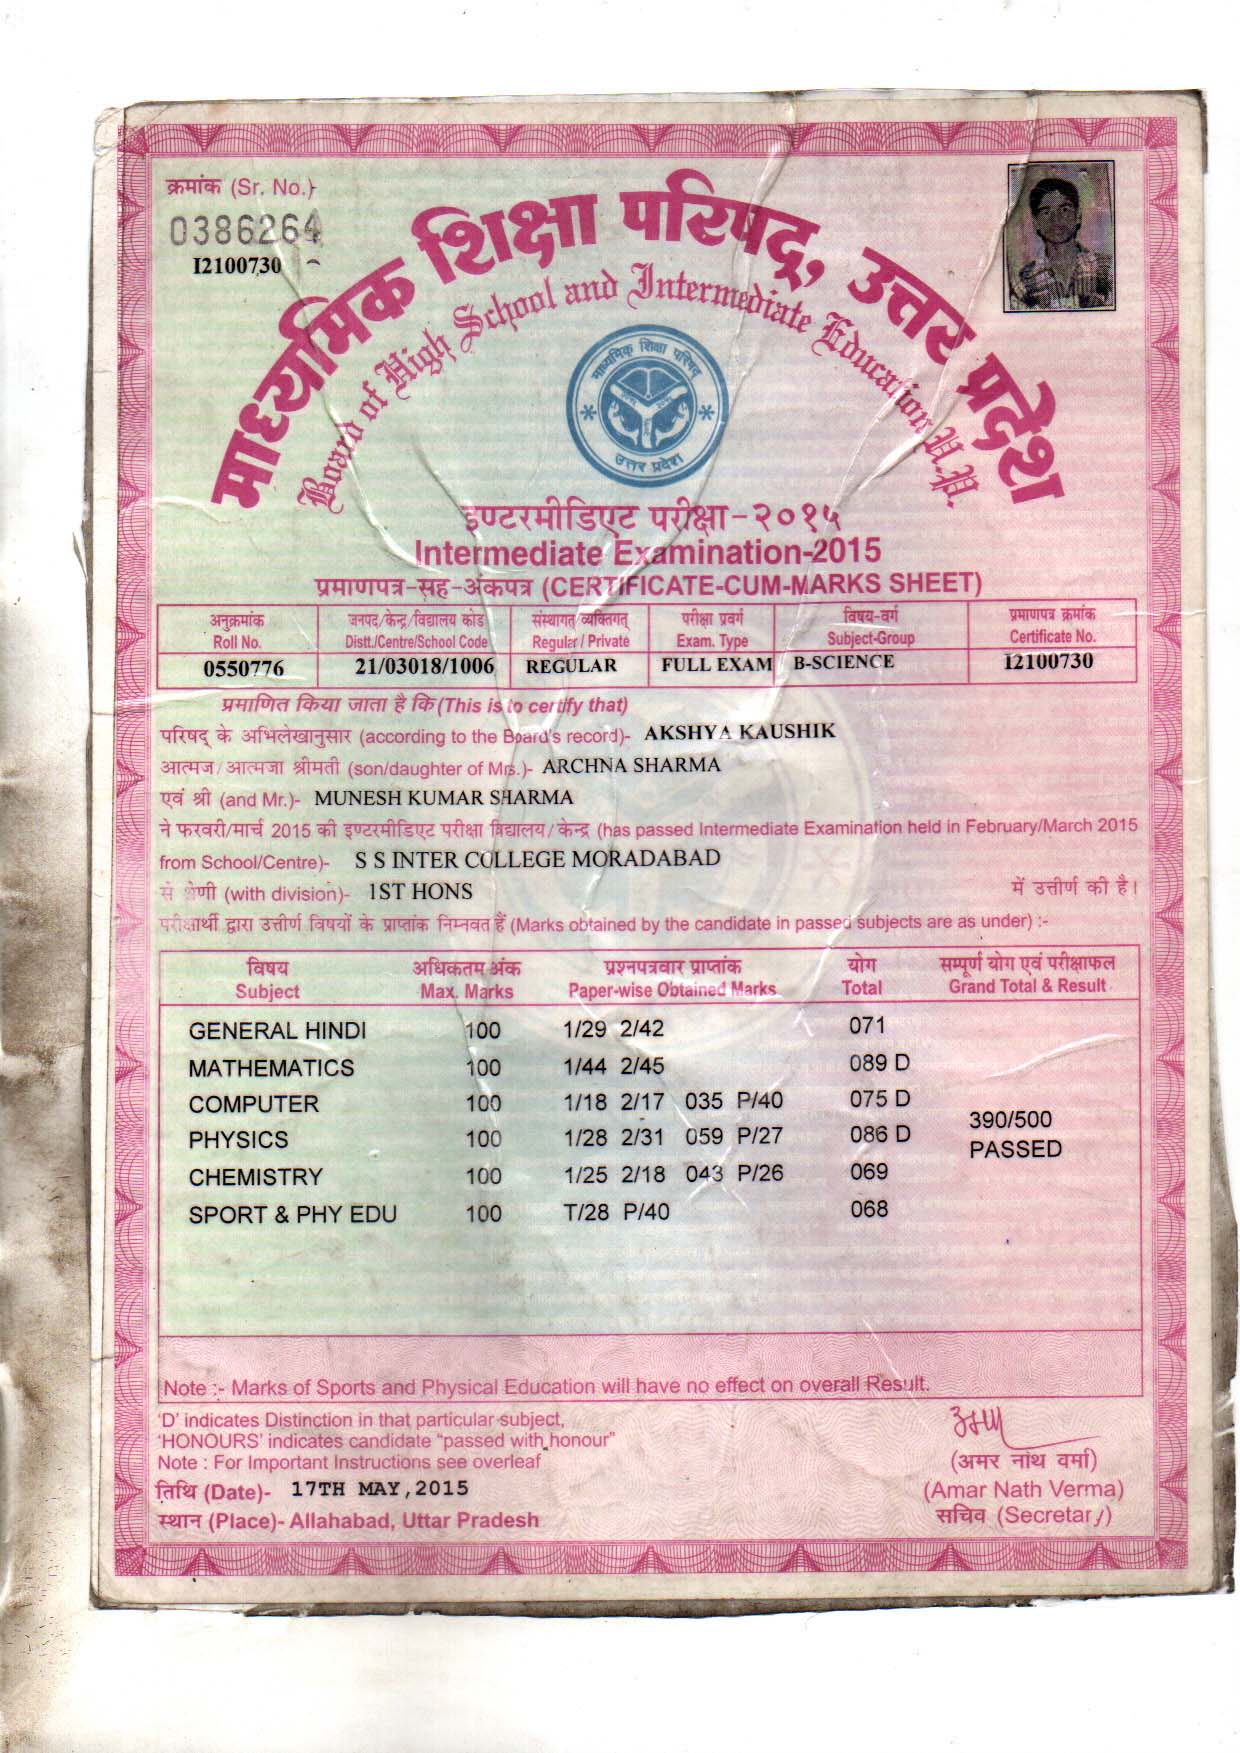 क्रमांक (Sr. No.)-
0386264
I2100730
माध्यमिक शिक्षा परिषद्, उत्तर प्रदेश
Board of High School and Intermediate Education U.P.
माध्यमिक शिक्षा परिषद्
उत्तर प्रदेश
इण्टरमीडिएट परीक्षा-२०१५
Intermediate Examination-2015
प्रमाणपत्र-सह-अंकपत्र (CERTIFICATE-CUM-MARKS SHEET)
अनुक्रमांक जनपद/केन्द्र/विद्यालय कोड संस्थागत/व्यक्तिगत् परीक्षा प्रवर्ग विषय-वर्ग प्रमाणपत्र क्रमांक
Roll No. Distt./Centre/School Code Regular / Private Exam. Type Subject-Group Certificate No.
0550776 21/03018/1006 REGULAR FULL EXAM B-SCIENCE I2100730
प्रमाणित किया जाता है कि (This is to certify that)
परिषद् के अभिलेखानुसार (according to the Board's record)- AKSHYA KAUSHIK
आत्मज/आत्मजा श्रीमती (son/daughter of Mrs.)- ARCHNA SHARMA
एवं श्री (and Mr.)- MUNESH KUMAR SHARMA
ने फरवरी/मार्च 2015 की इण्टरमीडिएट परीक्षा विद्यालय/केन्द्र (has passed Intermediate Examination held in February/March 2015
from School/Centre)- S S INTER COLLEGE MORADABAD
से श्रेणी (with division)- 1ST HONS में उत्तीर्ण की है।
परीक्षार्थी द्वारा उत्तीर्ण विषयों के प्राप्तांक निम्नवत हैं (Marks obtained by the candidate in passed subjects are as under) :-
विषय अधिकतम अंक प्रश्नपत्रवार प्राप्तांक योग सम्पूर्ण योग एवं परीक्षाफल
Subject Max. Marks Paper-wise Obtained Marks Total Grand Total & Result
GENERAL HINDI 100 1/29 2/42 071
MATHEMATICS 100 1/44 2/45 089 D
COMPUTER 100 1/18 2/17 035 P/40 075 D
390/500
PHYSICS 100 1/28 2/31 059 P/27 086 D
PASSED
CHEMISTRY 100 1/25 2/18 043 P/26 069
SPORT & PHY EDU 100 T/28 P/40 068
Note :- Marks of Sports and Physical Education will have no effect on overall Result.
'D' indicates Distinction in that particular subject,
'HONOURS' indicates candidate "passed with honour"
Note : For Important Instructions see overleaf
तिथि (Date)- 17TH MAY,2015
स्थान (Place)- Allahabad, Uttar Pradesh
(अमर नाथ वर्मा)
(Amar Nath Verma)
सचिव (Secretary)